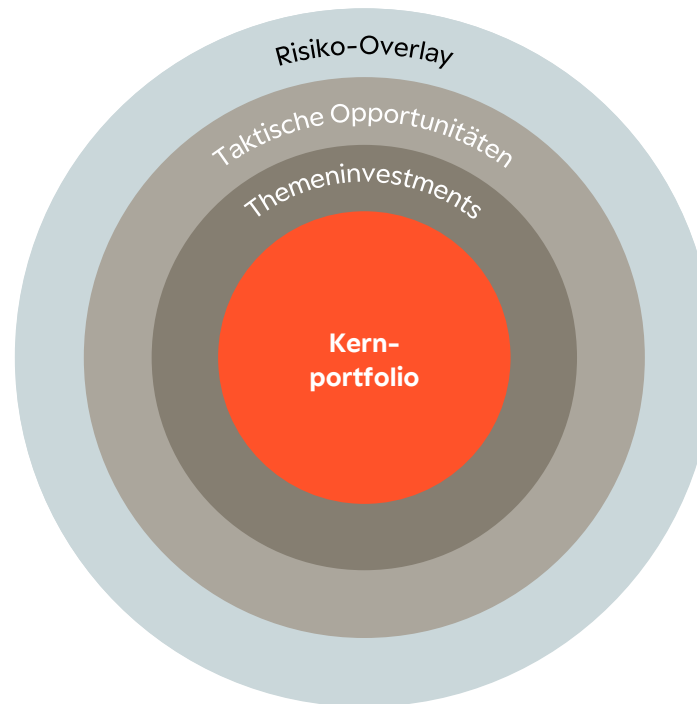 Risiko-Overlay
Taktische Opportunitäten
Themeninvestments
Kern-
portfolio